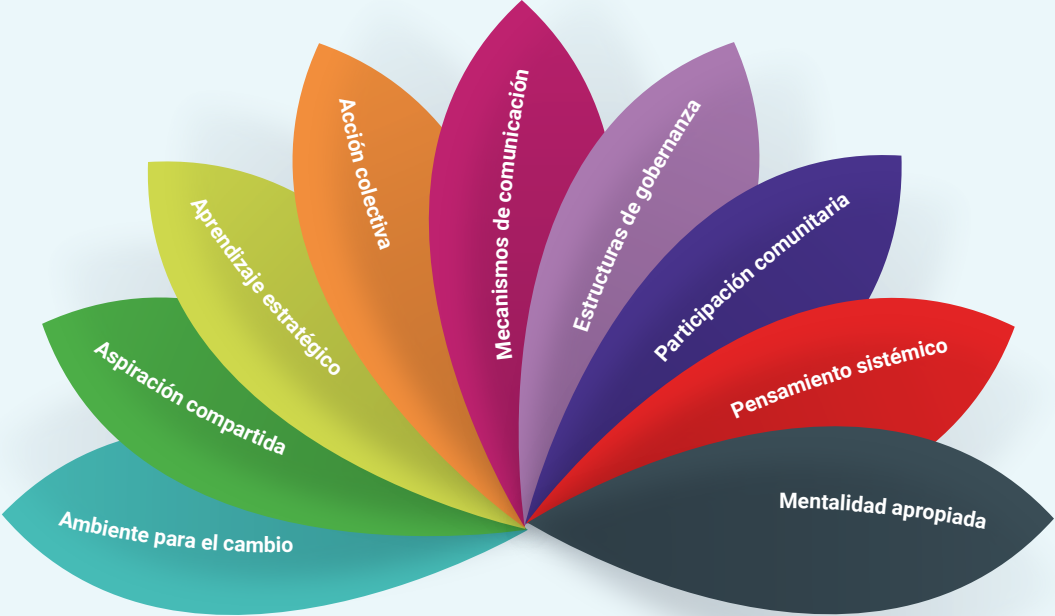 Ambiente para el cambio
Aspiración compartida
Aprendizaje estratégico
Acción colectiva
Mecanismos de comunicación
Estructuras de gobernanza
Participación comunitaria
Pensamiento sistémico
Mentalidad apropiada